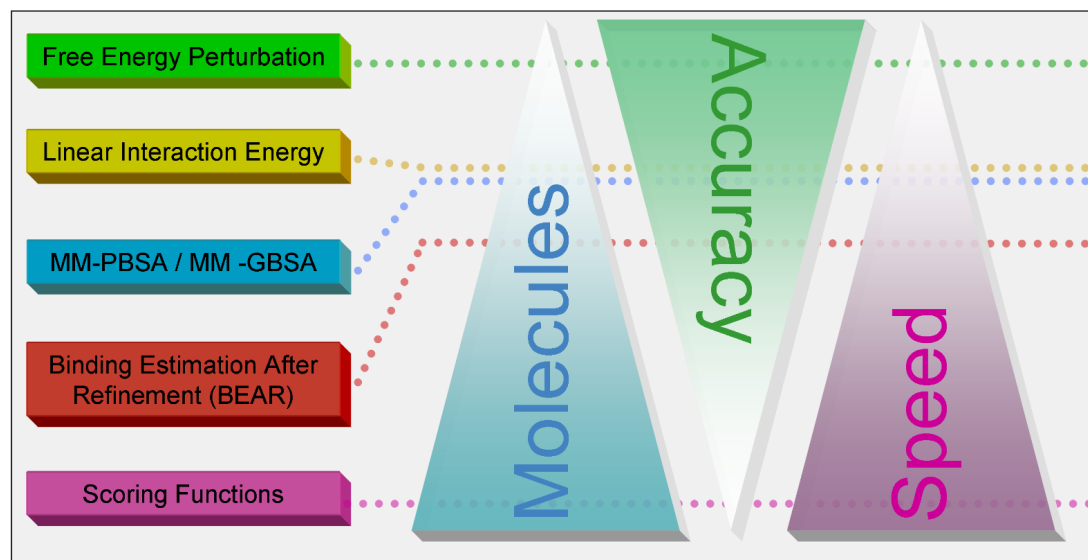 Free Energy Perturbation
Linear Interaction Energy
MM-PBSA / MM -GBSA
Binding Estimation After
Refinement (BEAR)
Scoring Functions
Molecules
Accuracy
Speed